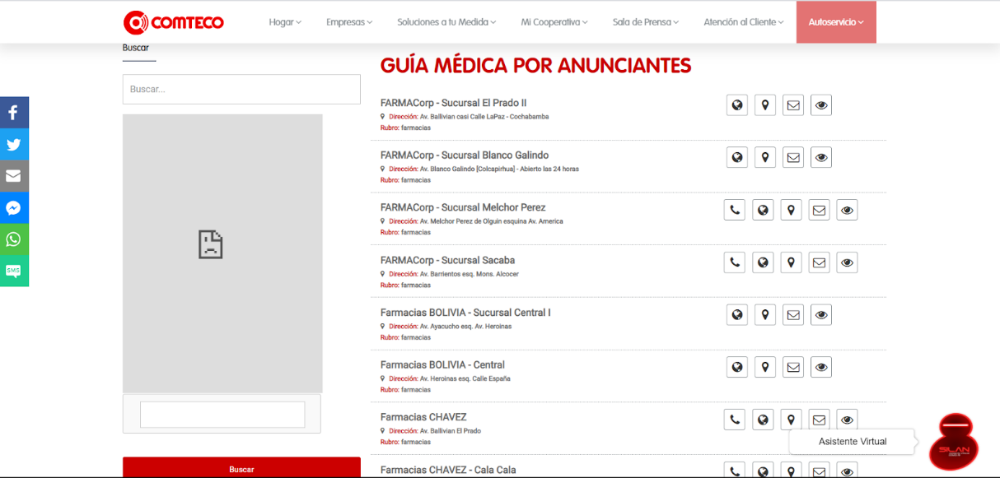 COMTECO
Hogar
Empresas
Soluciones a tu Medida
Mi Cooperativa
Sala de Prensa
Atención al Cliente
Autoservicio
Buscar
Buscar...
SMS
Buscar
GUÍA MÉDICA POR ANUNCIANTES
FARMACorp - Sucursal El Prado II
Dirección: Av. Ballivian casi Calle LaPaz - Cochabamba
Rubro: farmacias
FARMACorp - Sucursal Blanco Galindo
Dirección: Av. Blanco Galindo [Colcapirhua] - Abierto las 24 horas
Rubro: farmacias
FARMACorp - Sucursal Melchor Perez
Dirección: Av. Melchor Perez de Olguin esquina Av. America
Rubro: farmacias
FARMACorp - Sucursal Sacaba
Dirección: Av. Barrientos esq. Mons. Alcocer
Rubro: farmacias
Farmacias BOLIVIA - Sucursal Central I
Dirección: Av. Ayacucho esq. Av. Heroinas
Rubro: farmacias
Farmacias BOLIVIA - Central
Dirección: Av. Heroinas esq. Calle España
Rubro: farmacias
Farmacias CHAVEZ
Dirección: Av. Ballivian El Prado
Rubro: farmacias
Farmacias CHAVEZ - Cala Cala
Asistente Virtual
SILAN